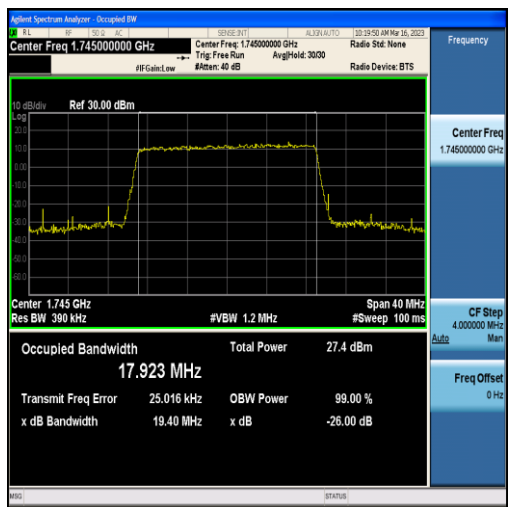 Agilent Spectrum Analyzer - Occupied BW
RL RF 50 Ω AC SENSE:INT ALIGN AUTO 10:19:50 AM Mar 16, 2023
Center Freq 1.745000000 GHz Center Freq: 1.745000000 GHz Radio Std: None Frequency
Trig: Free Run Avg|Hold: 30/30
#IFGain:Low #Atten: 40 dB Radio Device: BTS
10 dB/div Ref 30.00 dBm
Log
20.0
10.0
0.00
-10.0
-20.0
-30.0
-40.0
-50.0
-60.0
Center Freq
1.745000000 GHz
Center 1.745 GHz Span 40 MHz
Res BW 390 kHz #VBW 1.2 MHz #Sweep 100 ms
CF Step
4.000000 MHz
Auto Man
Occupied Bandwidth Total Power 27.4 dBm
17.923 MHz
Transmit Freq Error 25.016 kHz OBW Power 99.00 %
x dB Bandwidth 19.40 MHz x dB -26.00 dB
Freq Offset
0 Hz
MSG STATUS